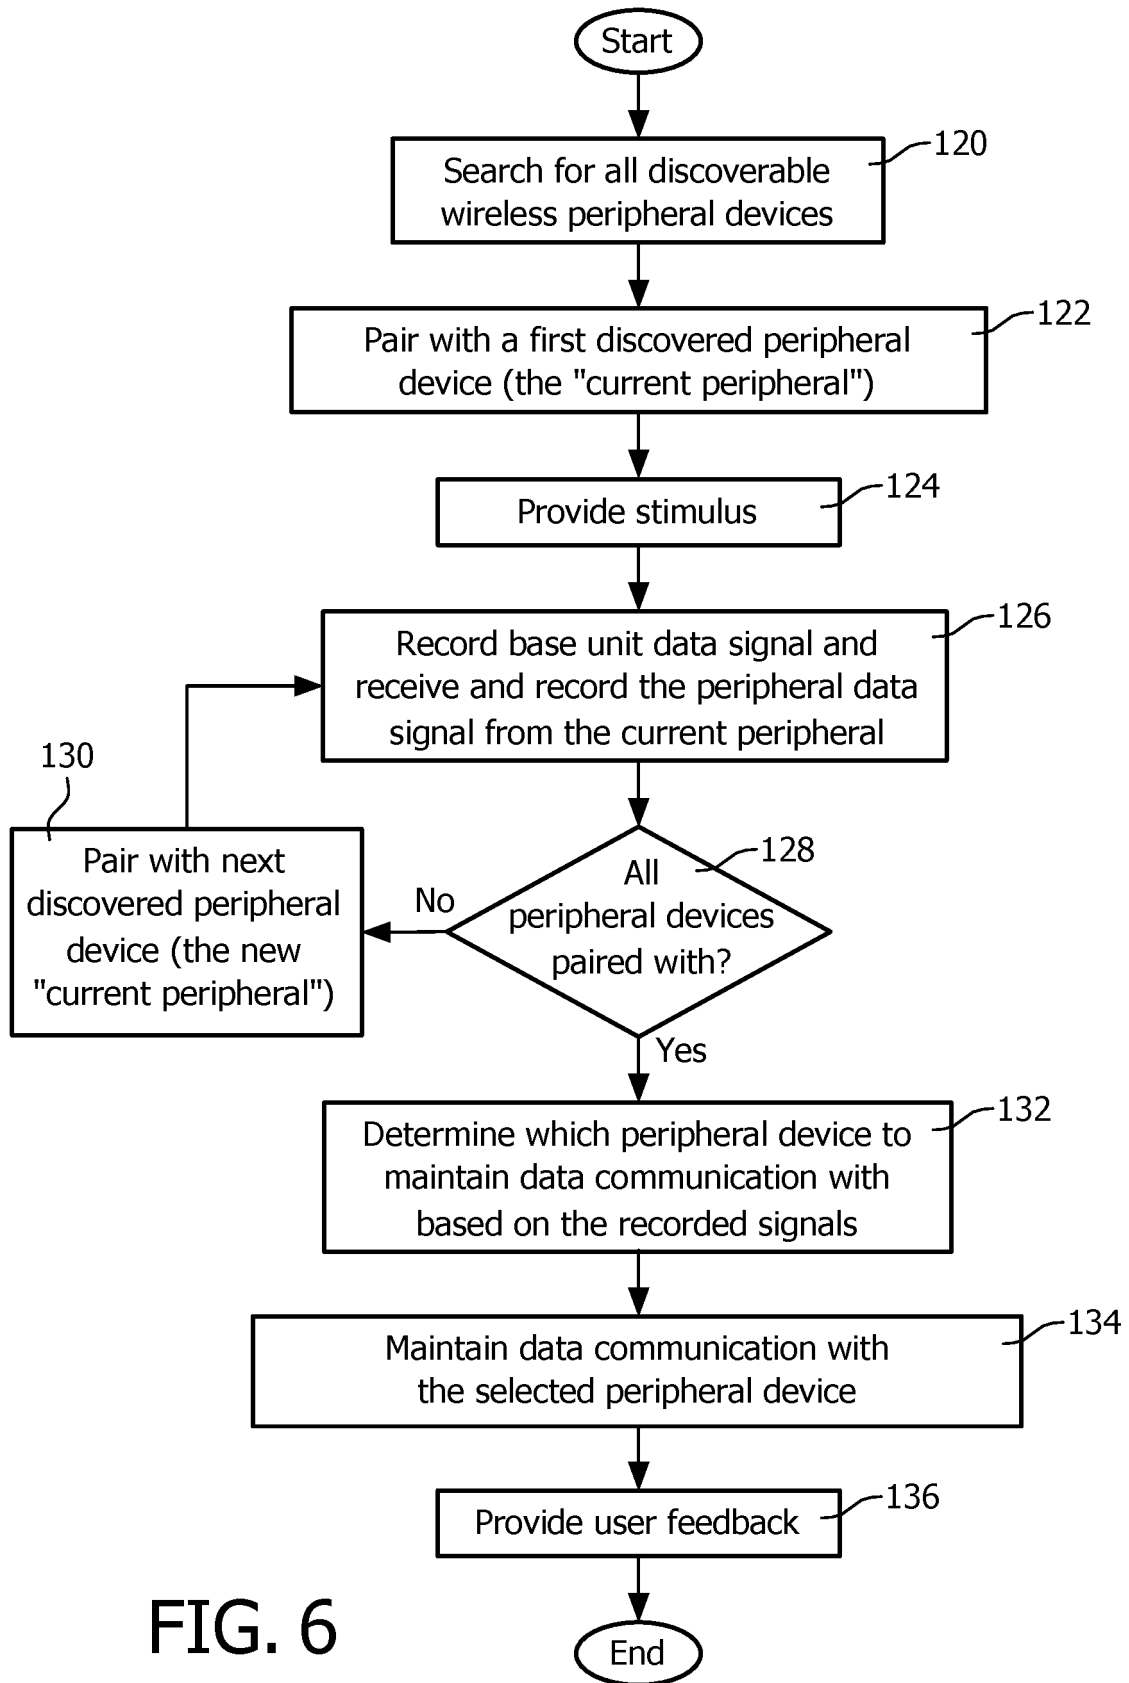 Start
120
Search for all discoverable
wireless peripheral devices
122
Pair with a first discovered peripheral
device (the "current peripheral")
124
Provide stimulus
126
Record base unit data signal and
receive and record the peripheral data
signal from the current peripheral
130
Pair with next
discovered peripheral
device (the new
"current peripheral")
No
128
All
peripheral devices
paired with?
Yes
132
Determine which peripheral device to
maintain data communication with
based on the recorded signals
134
Maintain data communication with
the selected peripheral device
136
Provide user feedback
End
FIG. 6